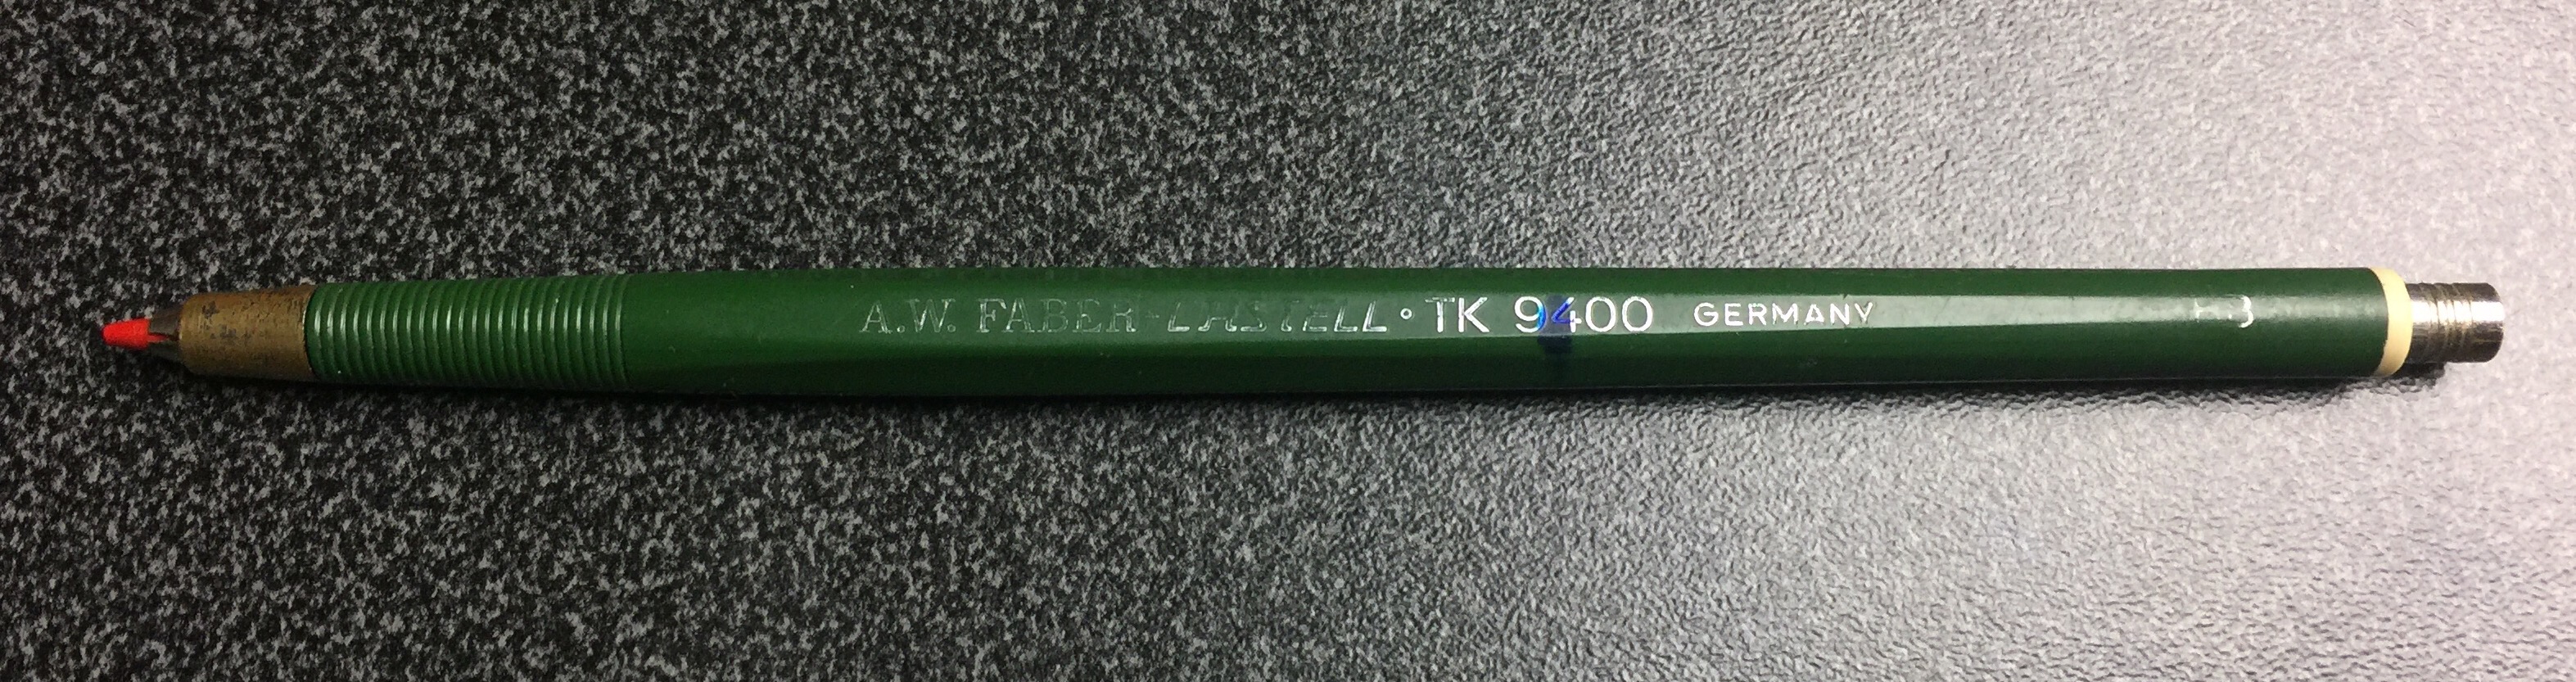 A.W. FABER-CASTELL ° TK 9400 GERMANY